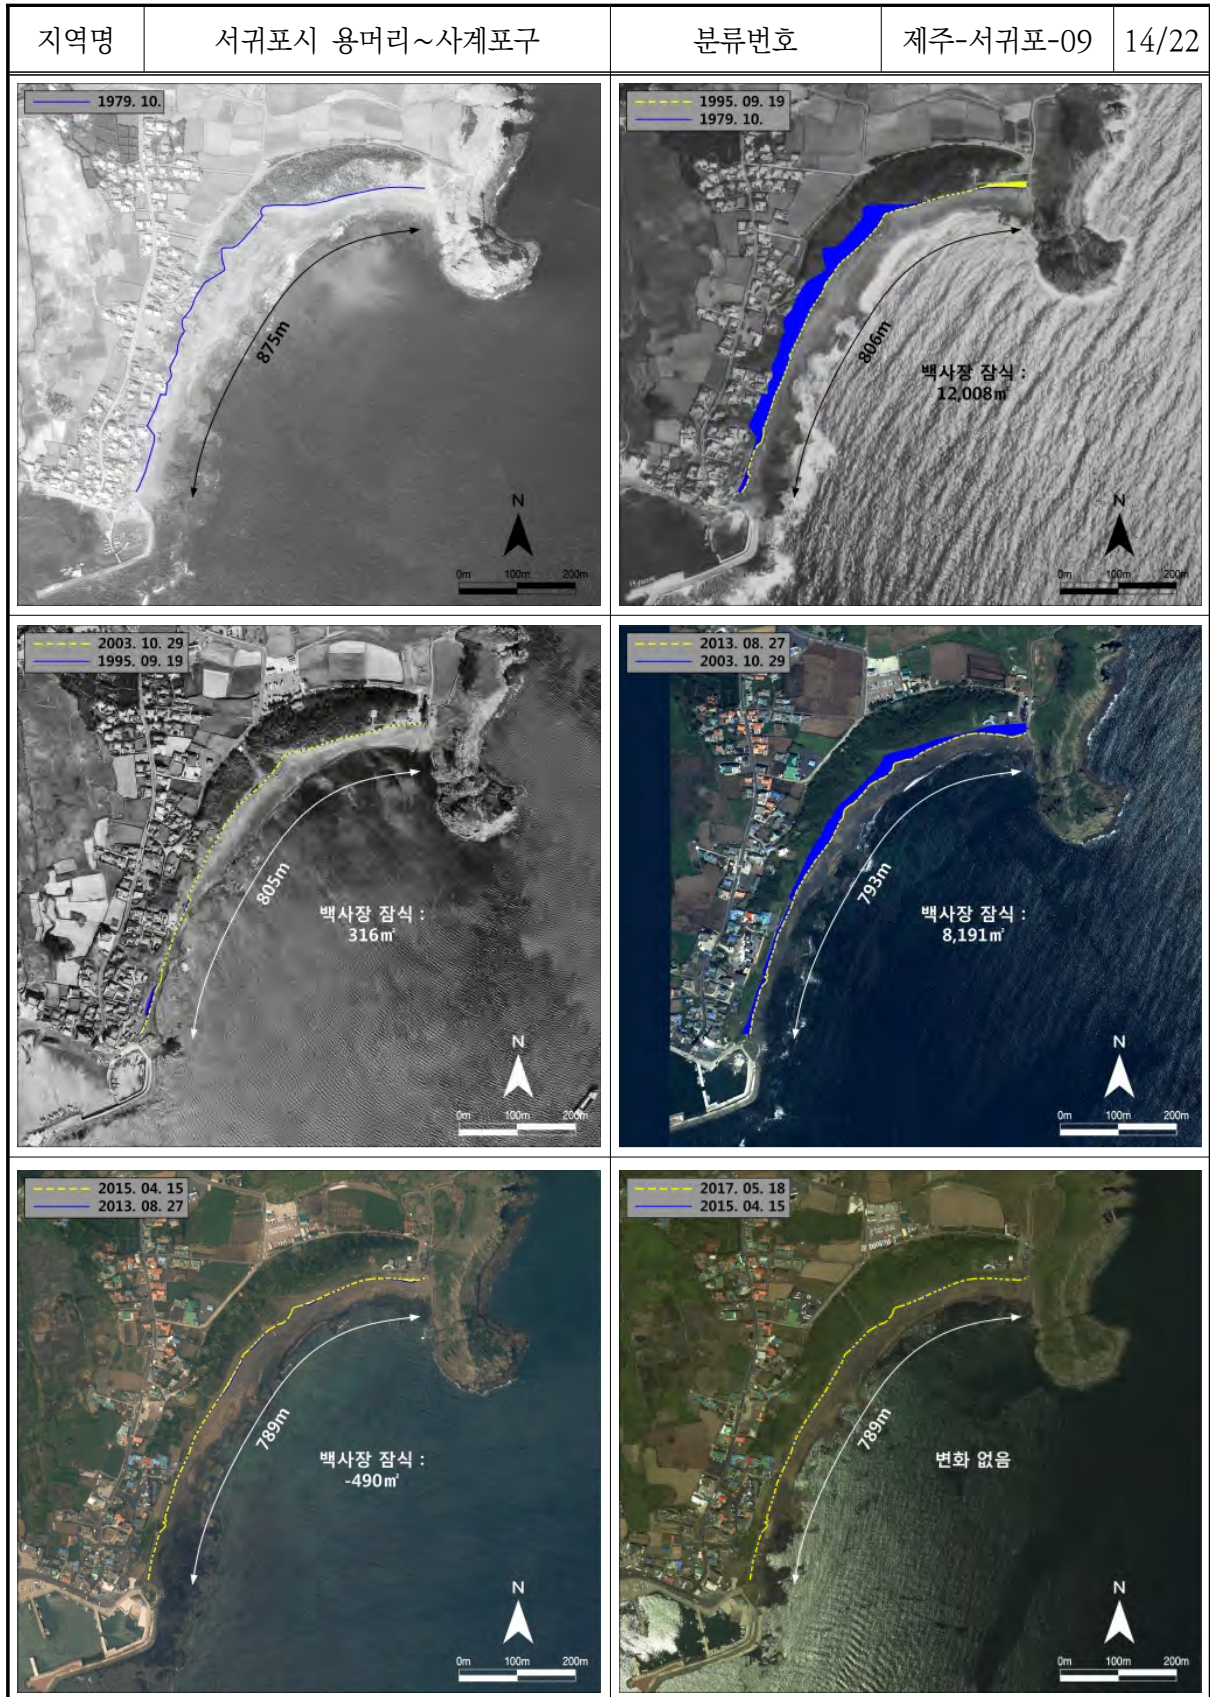 지역명 서귀포시 용머리~사계포구 분류번호 제주-서귀포-09 14/22
1979. 10.
875m
N
0m 100m 200m
1995. 09. 19
1979. 10.
806m
백사장 잠식 :
12,008㎡
N
0m 100m 200m
2003. 10. 29
1995. 09. 19
805m
백사장 잠식 :
316㎡
N
0m 100m 200m
2013. 08. 27
2003. 10. 29
793m
백사장 잠식 :
8,191㎡
N
0m 100m 200m
2015. 04. 15
2013. 08. 27
789m
백사장 잠식 :
-490㎡
N
0m 100m 200m
2017. 05. 18
2015. 04. 15
789m
변화 없음
N
0m 100m 200m